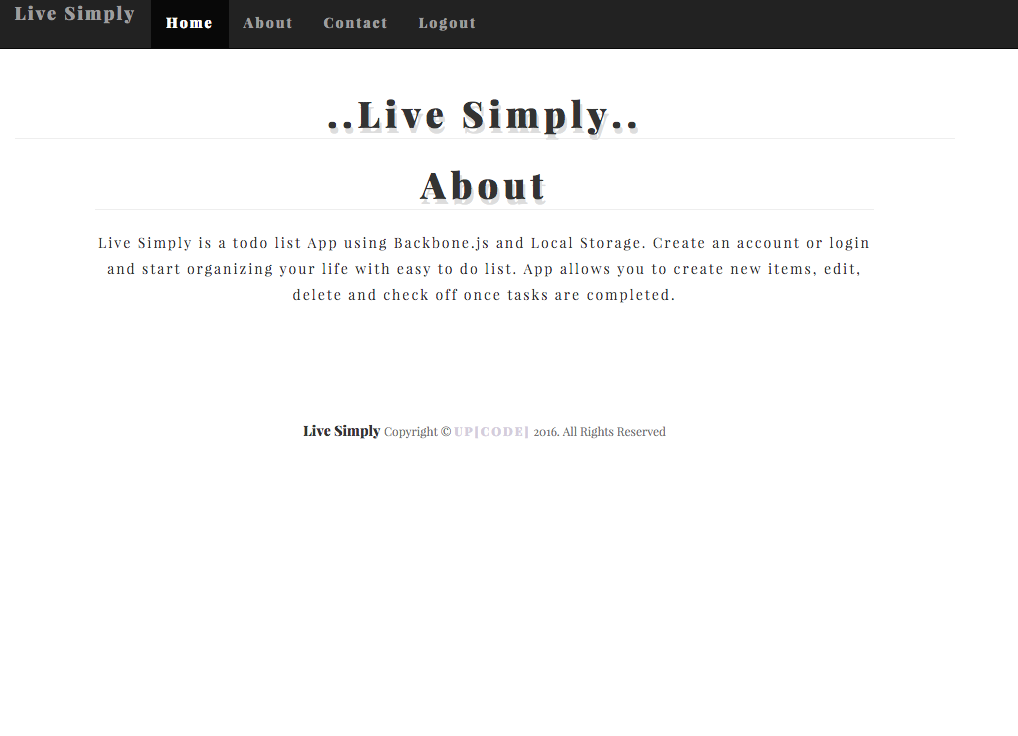 Live Simply Home About Contact Logout
..Live Simply..
About
Live Simply is a todo list App using Backbone.js and Local Storage. Create an account or login
and start organizing your life with easy to do list. App allows you to create new items, edit,
delete and check off once tasks are completed.
Live Simply Copyright © UP[CODE] 2016. All Rights Reserved